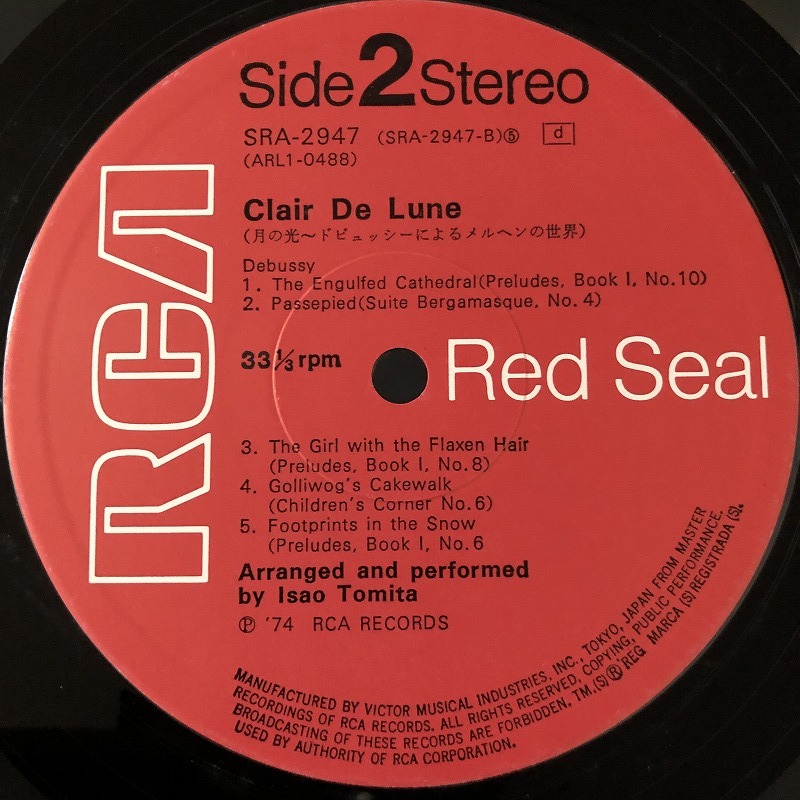 Side 2 Stereo
SRA-2947 (SRA-2947-B)⑤ d
(ARL1-0488)
Clair De Lune
(月の光〜ドビュッシーによるメルヘンの世界)
Debussy
1. The Engulfed Cathedral(Preludes, Book I, No.10)
2. Passepied(Suite Bergamasque, No. 4)
33⅓ rpm
Red Seal
RCA
3. The Girl with the Flaxen Hair
(Preludes, Book I, No.8)
4. Golliwog's Cakewalk
(Children's Corner No.6)
5. Footprints in the Snow
(Preludes, Book I, No.6
Arranged and performed
by Isao Tomita
℗ '74 RCA RECORDS
MANUFACTURED BY VICTOR MUSICAL INDUSTRIES, INC., TOKYO, JAPAN FROM MASTER
RECORDINGS OF RCA RECORDS. ALL RIGHTS RESERVED, COPYING, PUBLIC PERFORMANCE,
BROADCASTING OF THESE RECORDS ARE FORBIDDEN. TM.(S)® REG MARCA (S) REGISTRADA (S).
USED BY AUTHORITY OF RCA CORPORATION.